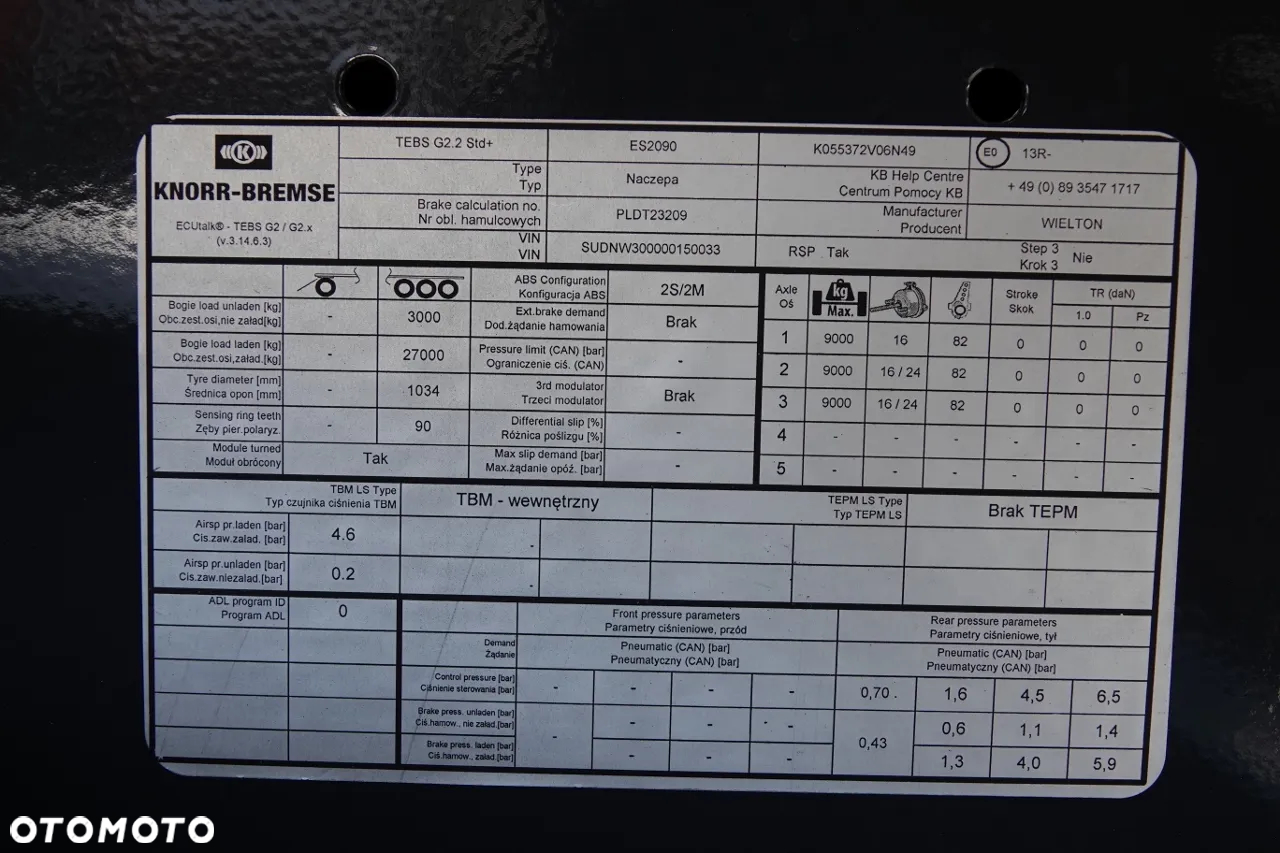 KNORR-BREMSE
ECUtalk® - TEBS G2 / G2.x
(v.3.14.6.3)
TEBS G2.2 Std+
ES2090
K055372V06N49
E0 13R-
Type
Typ
Naczepa
KB Help Centre
Centrum Pomocy KB
+ 49 (0) 89 3547 1717
Brake calculation no.
Nr obl. hamulcowych
PLDT23209
Manufacturer
Producent
WIELTON
VIN
VIN
SUDNW300000150033
RSP Tak
Step 3
Krok 3
Nie
Bogie load unladen [kg]
Obc.zest.osi,nie załad[kg]
-
3000
Bogie load laden [kg]
Obc.zest.osi,załad.[kg]
-
27000
Tyre diameter [mm]
Średnica opon [mm]
-
1034
Sensing ring teeth
Zęby pier.polaryz.
-
90
Module turned
Moduł obrócony
Tak
ABS Configuration
Konfiguracja ABS
2S/2M
Ext.brake demand
Dod.żądanie hamowania
Brak
Pressure limit (CAN) [bar]
Ograniczenie ciś. (CAN)
-
3rd modulator
Trzeci modulator
Brak
Differential slip [%]
Różnica poślizgu [%]
-
Max slip demand [bar]
Max.żądanie opóź. [bar]
-
Axle
Oś
kg
Max.
Stroke
Skok
TR (daN)
1.0 Pz
1 9000 16 82 0 0 0
2 9000 16 / 24 82 0 0 0
3 9000 16 / 24 82 0 0 0
4 - - - - - -
5 - - - - - -
TBM LS Type
Typ czujnika ciśnienia TBM
TBM - wewnętrzny
TEPM LS Type
Typ TEPM LS
Brak TEPM
Airsp pr.laden [bar]
Cis.zaw.załad. [bar]
4.6
Airsp pr.unladen [bar]
Cis.zaw.niezalad.[bar]
0.2
ADL program ID
Program ADL
0
Front pressure parameters
Parametry ciśnieniowe, przód
Rear pressure parameters
Parametry ciśnieniowe, tył
Demand
Żądanie
Pneumatic (CAN) [bar]
Pneumatyczny (CAN) [bar]
Pneumatic (CAN) [bar]
Pneumatyczny (CAN) [bar]
Control pressure [bar]
Ciśnienie sterowania [bar]
- - - - 0,70 1,6 4,5 6,5
Brake press. unladen [bar]
Ciś.hamow., nie załad.[bar]
- - - - 0,43 0,6 1,1 1,4
Brake press. laden [bar]
Ciś.hamow., załad.[bar]
- - - 1,3 4,0 5,9
OTOMOTO